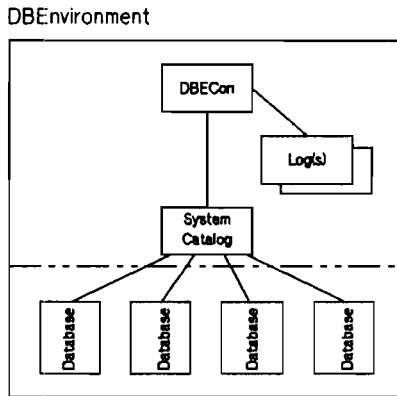 DBEnvironment
DBECon
Log(s)
System
Catalog
Database
Database
Database
Database